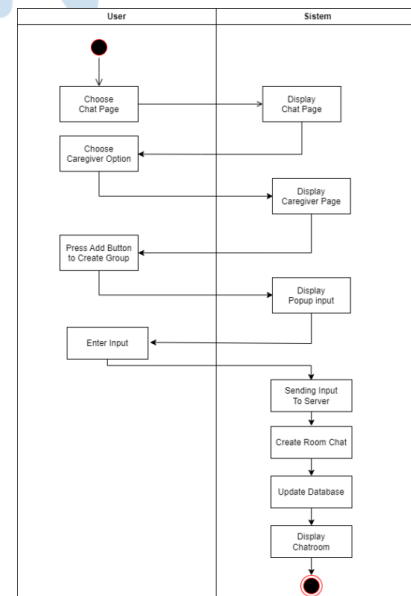 User
Sistem
Choose
Chat Page
Display
Chat Page
Choose
Caregiver Option
Display
Caregiver Page
Press Add Button
to Create Group
Display
Popup input
Enter Input
Sending Input
To Server
Create Room Chat
Update Database
Display
Chatroom